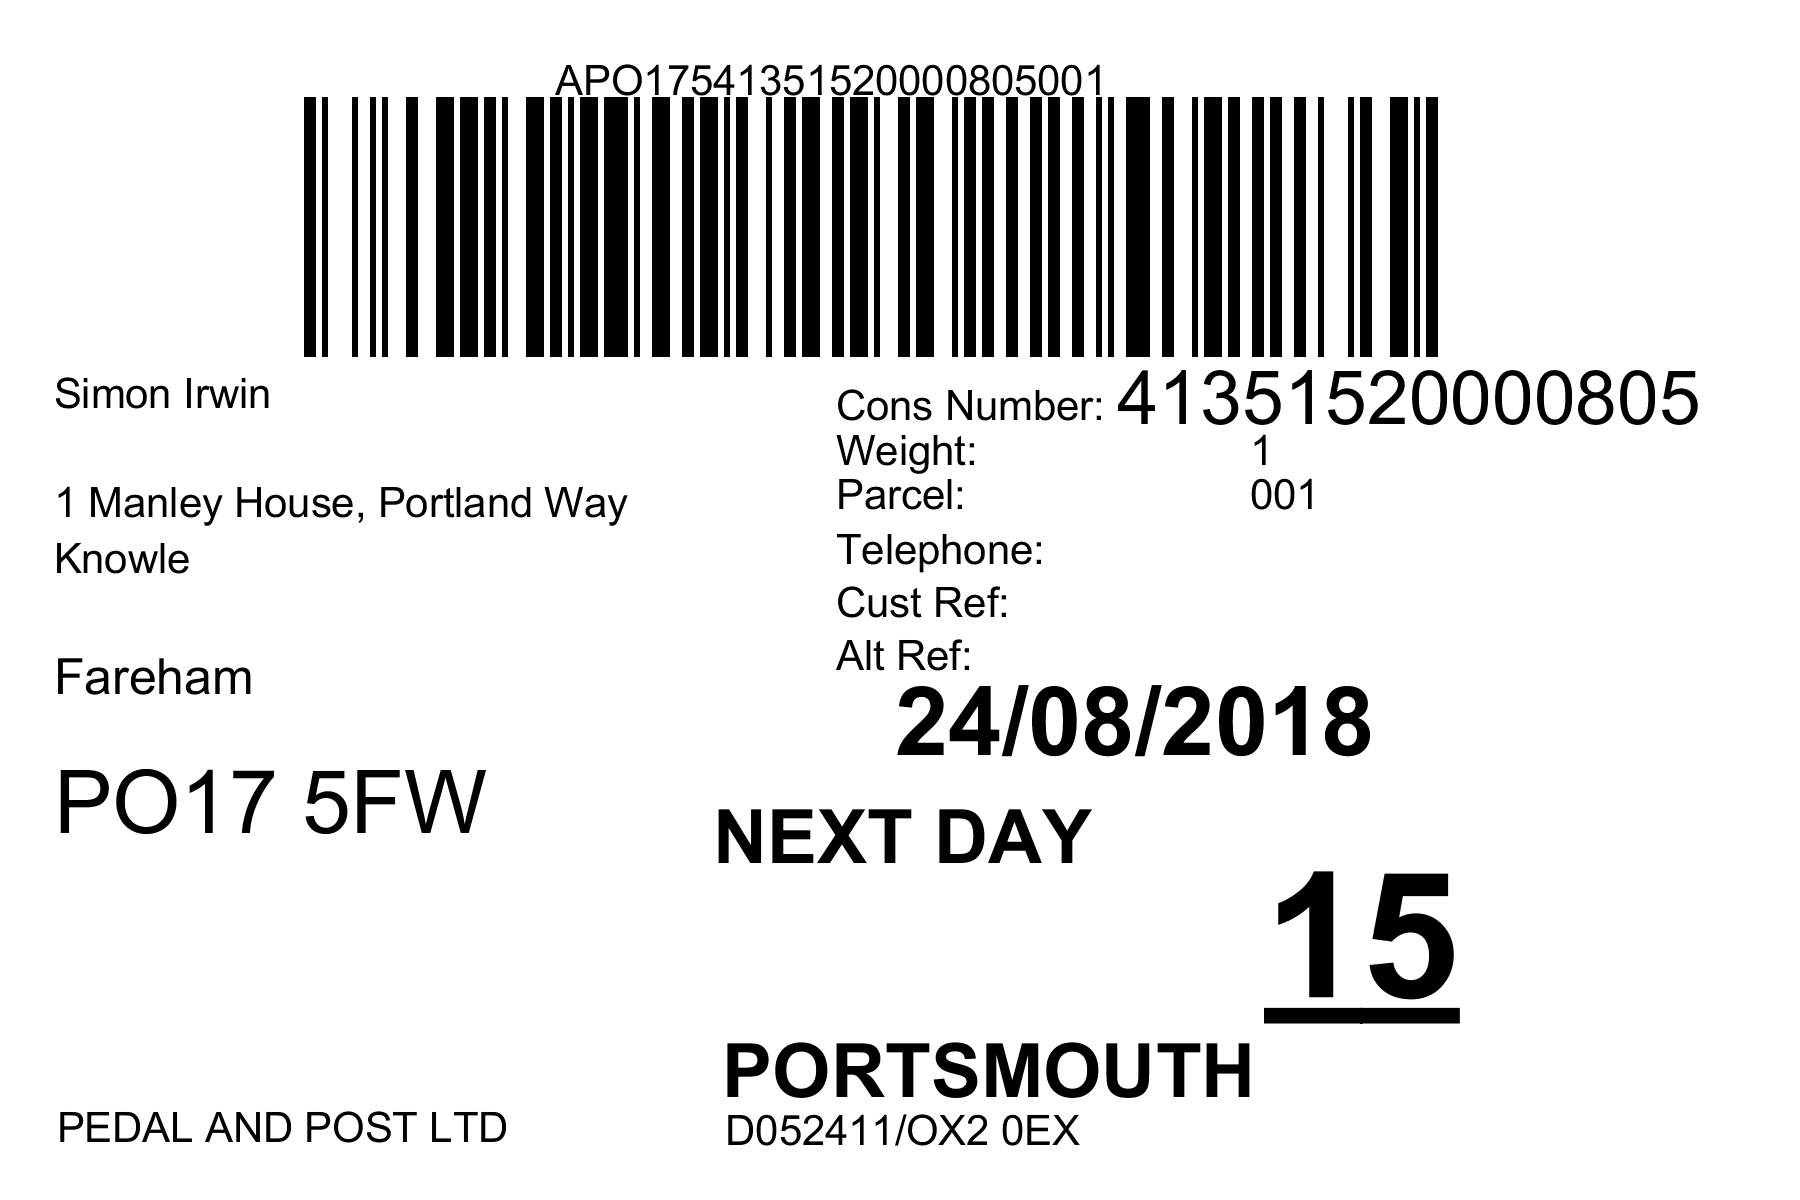 APO17541351520000805001
Simon Irwin
1 Manley House, Portland Way
Knowle
Fareham
PO17 5FW
Cons Number: 41351520000805
Weight: 1
Parcel: 001
Telephone:
Cust Ref:
Alt Ref:
24/08/2018
NEXT DAY
15
PORTSMOUTH
PEDAL AND POST LTD
D052411/OX2 0EX